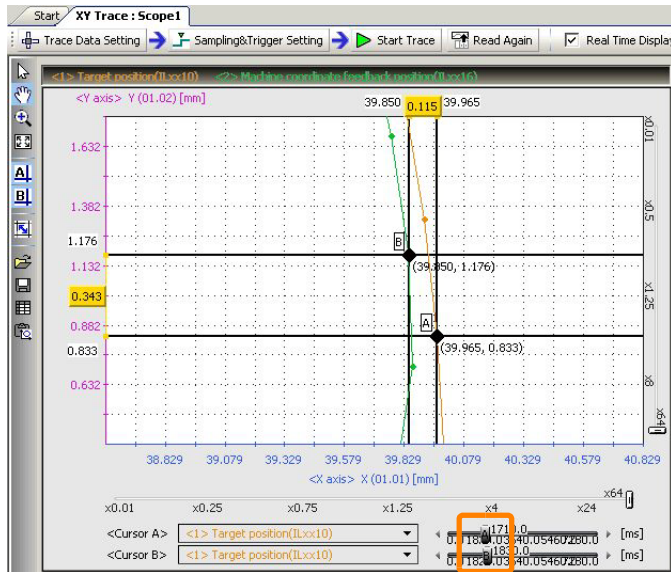 Start XY Trace : Scope1
Trace Data Setting Sampling&Trigger Setting Start Trace Read Again Real Time Display
<1> Target position(ILxx10) <2> Machine coordinate feedback position(ILxx16)
<Y axis> Y (01.02) [mm] 39.850 0.115 39.965
x0.01
1.632
1.382
x0.5
1.176
B
1.132
(39.850, 1.176)
0.343
x1.25
0.882
A
0.833
(39.965, 0.833)
0.632
x8
x64
38.829 39.079 39.329 39.579 39.829 40.079 40.329 40.579 40.829
<X axis> X (01.01) [mm]
x64
x0.01 x0.25 x0.75 x1.25 x4 x24
<Cursor A> <1> Target position(ILxx10) A 1710.0 [ms]
<Cursor B> <1> Target position(ILxx10) B 1830.0 [ms]